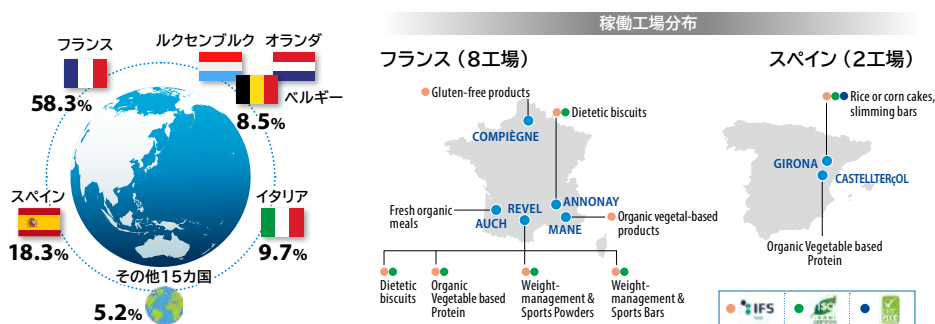 フランス
58.3%
ルクセンブルク
オランダ
ベルギー
8.5%
スペイン
18.3%
イタリア
9.7%
その他15カ国
5.2%
稼働工場分布
フランス（8工場）
Gluten-free products
COMPIÈGNE
Dietetic biscuits
Fresh organic
meals
AUCH
REVEL
ANNONAY
MANE
Organic vegetal-based
products
Dietetic
biscuits
Organic
Vegetable based
Protein
Weight-
management &
Sports Powders
Weight-
management &
Sports Bars
スペイン（2工場）
Rice or corn cakes,
slimming bars
GIRONA
CASTELLTERçOL
Organic Vegetable based
Protein
IFS
ISO